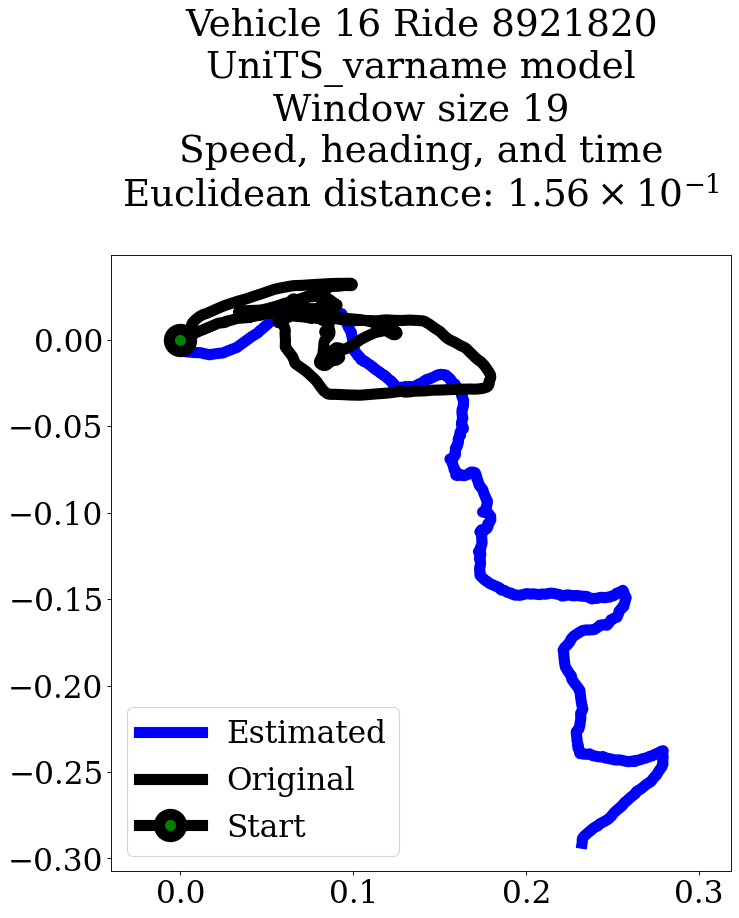 Vehicle 16 Ride 8921820
UniTS_varname model
Window size 19
Speed, heading, and time
Euclidean distance: 1.56 × 10⁻¹
0.00
−0.05
−0.10
−0.15
−0.20
−0.25
−0.30
Estimated
Original
Start
0.0 0.1 0.2 0.3